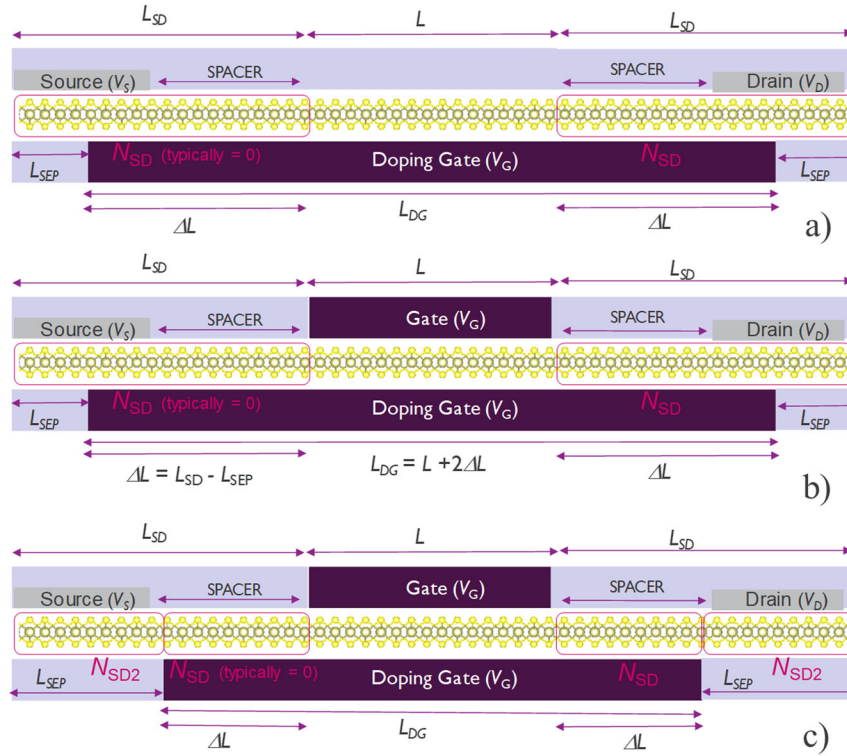 L_SD L L_SD
SPACER SPACER
Source (V_S) Drain (V_D)
N_SD (typically = 0) Doping Gate (V_G) N_SD
L_SEP L_SEP
L_DG
ΔL ΔL
a)
L_SD L L_SD
SPACER Gate (V_G) SPACER
Source (V_S) Drain (V_D)
N_SD (typically = 0) Doping Gate (V_G) N_SD
L_SEP L_SEP
ΔL = L_SD - L_SEP L_DG = L +2ΔL ΔL
b)
L_SD L L_SD
SPACER Gate (V_G) SPACER
Source (V_S) Drain (V_D)
L_SEP N_SD2 N_SD (typically = 0) Doping Gate (V_G) N_SD L_SEP N_SD2
L_DG
ΔL ΔL
c)